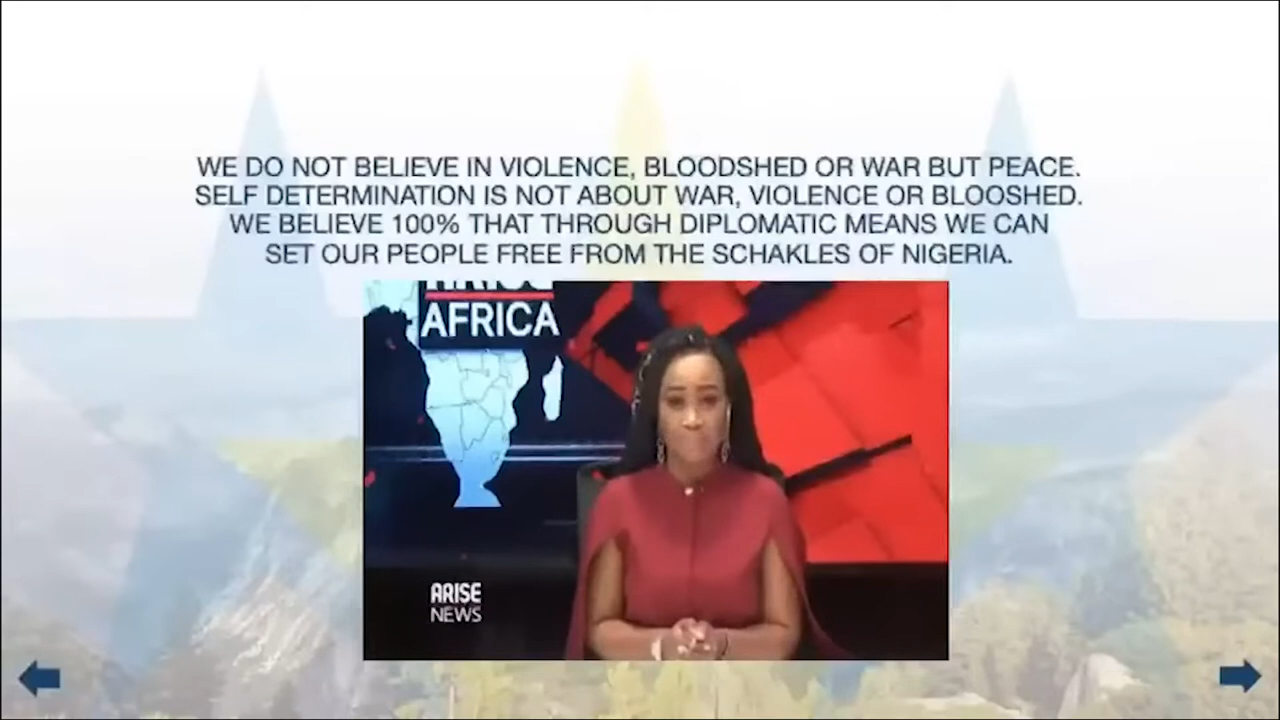 WE DO NOT BELIEVE IN VIOLENCE, BLOODSHED OR WAR BUT PEACE.
SELF DETERMINATION IS NOT ABOUT WAR, VIOLENCE OR BLOOSHED.
WE BELIEVE 100% THAT THROUGH DIPLOMATIC MEANS WE CAN
SET OUR PEOPLE FREE FROM THE SCHAKLES OF NIGERIA.
AFRICA
ARISE
NEWS